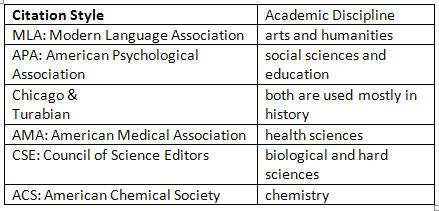 Citation Style Academic Discipline
MLA: Modern Language Association arts and humanities
APA: American Psychological social sciences and
Association education
Chicago & both are used mostly in
Turabian history
AMA: American Medical Association health sciences
CSE: Council of Science Editors biological and hard
sciences
ACS: American Chemical Society chemistry